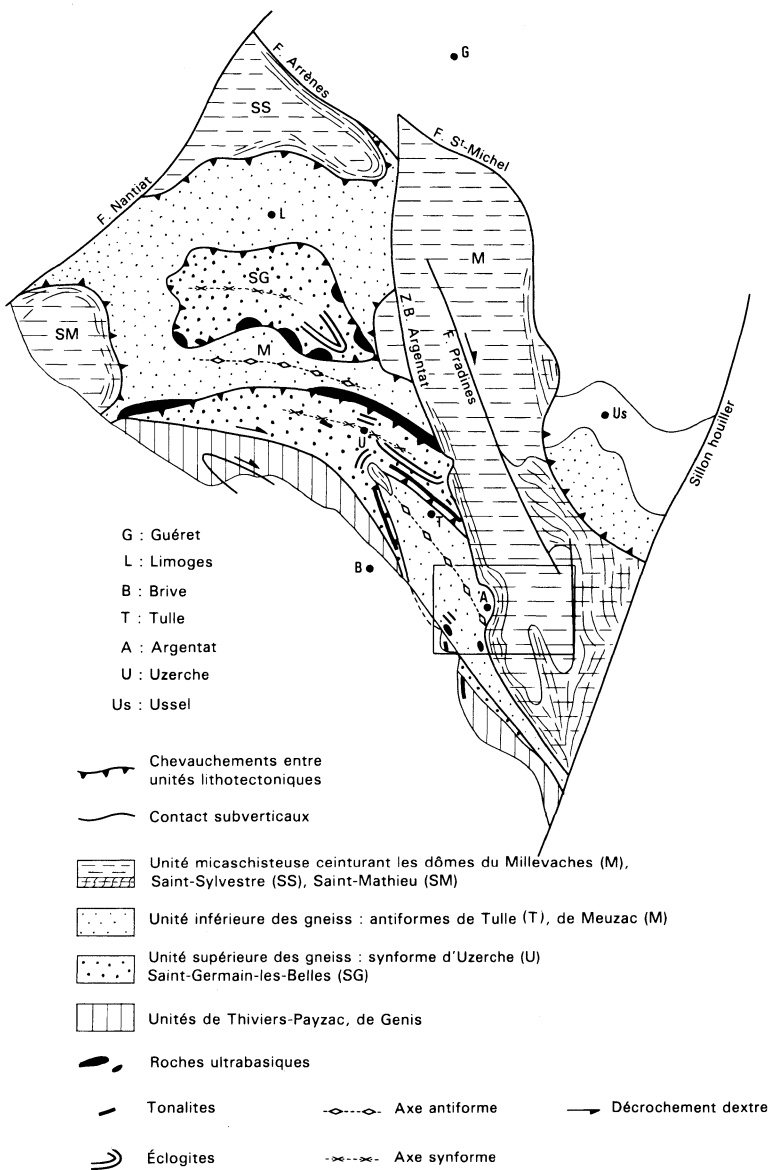 G
F. Arrènes
SS
F. St-Michel
F. Nantiat
L
M
SG
Z.B. Argentat
F. Pradines
SM
M
Us
Sillon houiller
U
T
B
A
G : Guéret
L : Limoges
B : Brive
T : Tulle
A : Argentat
U : Uzerche
Us : Ussel
Chevauchements entre
unités lithotectoniques
Contact subverticaux
Unité micaschisteuse ceinturant les dômes du Millevaches (M),
Saint-Sylvestre (SS), Saint-Mathieu (SM)
Unité inférieure des gneiss : antiformes de Tulle (T), de Meuzac (M)
Unité supérieure des gneiss : synforme d'Uzerche (U)
Saint-Germain-les-Belles (SG)
Unités de Thiviers-Payzac, de Genis
Roches ultrabasiques
Tonalites
Axe antiforme
Décrochement dextre
Éclogites
Axe synforme